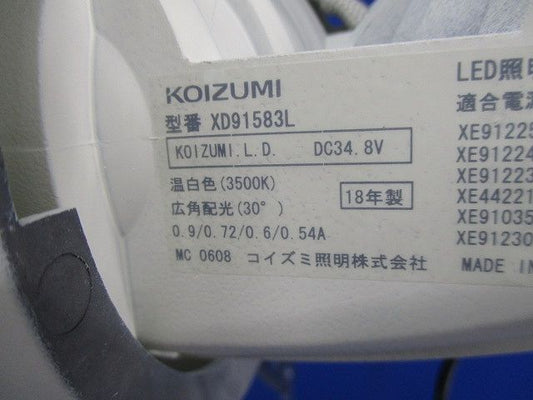 KOIZUMI
型番 XD91583L
KOIZUMI.L.D. DC34.8V
温白色(3500K)
広角配光(30°)
18年製
0.9/0.72/0.6/0.54A
MC 0608 コイズミ照明株式会社
LED照
適合電
XE91225
XE91224
XE91223
XE44221
XE91035
XE91230
MADE IN